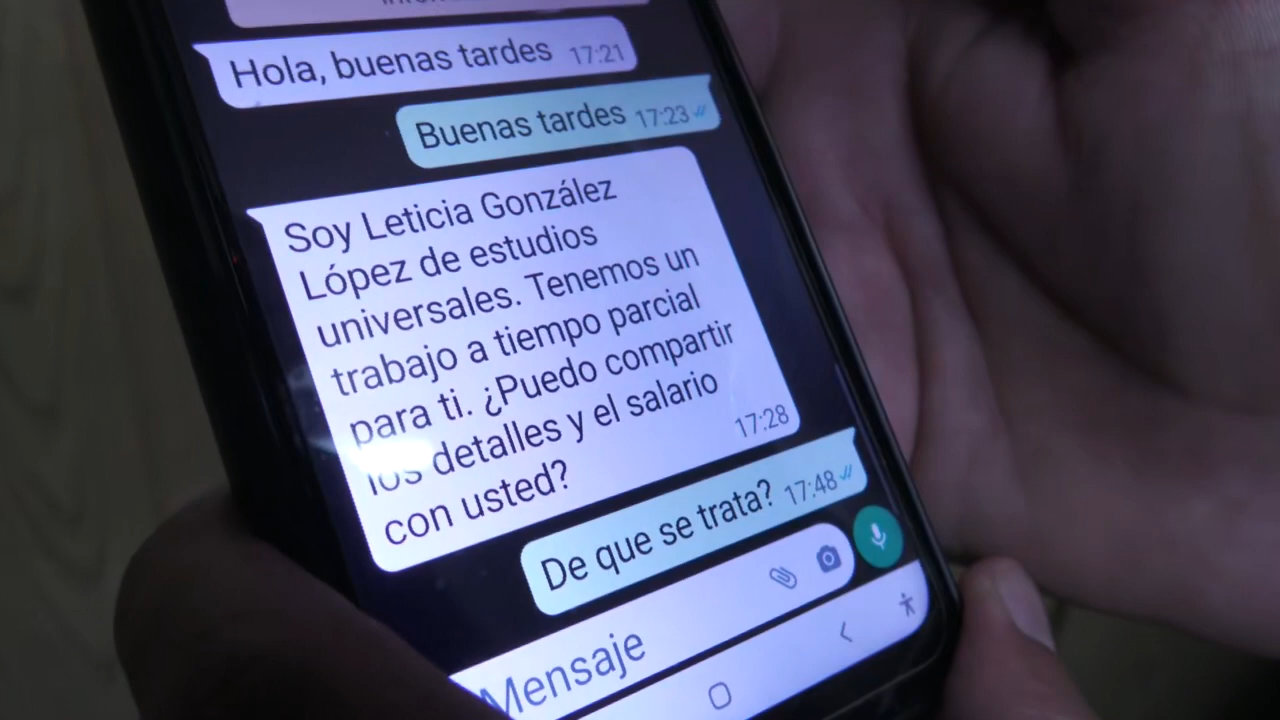 Hola, buenas tardes 17:21
Buenas tardes 17:23
Soy Leticia González
López de estudios
universales. Tenemos un
trabajo a tiempo parcial
para ti. ¿Puedo compartir
los detalles y el salario
con usted?
17:28
De que se trata? 17:48
Mensaje